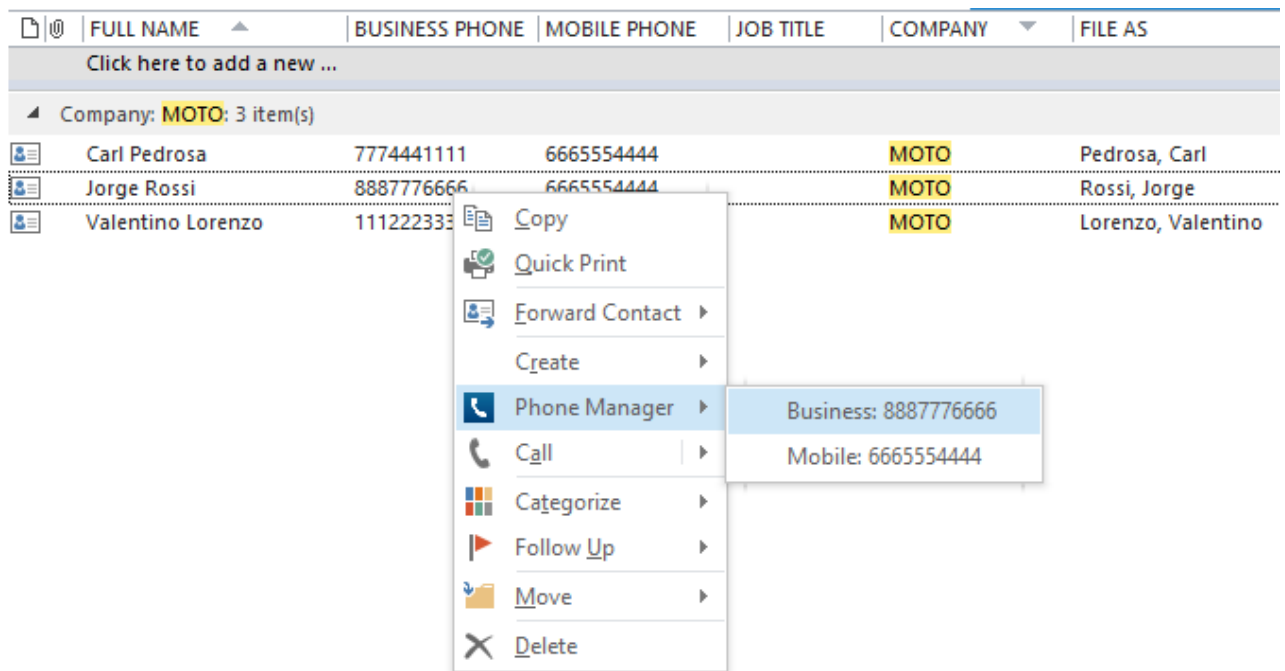 FULL NAME BUSINESS PHONE MOBILE PHONE JOB TITLE COMPANY FILE AS
Click here to add a new ...
Company: MOTO: 3 item(s)
Carl Pedrosa 7774441111 6665554444 MOTO Pedrosa, Carl
Jorge Rossi 8887776666 6665554444 MOTO Rossi, Jorge
Valentino Lorenzo 111222333 MOTO Lorenzo, Valentino
Copy
Quick Print
Forward Contact
Create
Phone Manager
Business: 8887776666
Call
Mobile: 6665554444
Categorize
Follow Up
Move
Delete